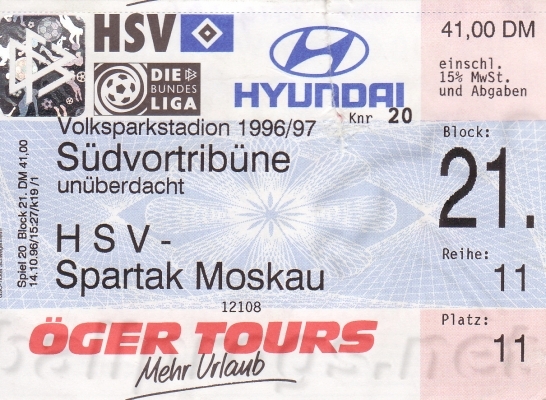 HSV
DIE
BUNDES
LIGA
HYUNDAI
Knr 20
41,00 DM
einschl.
15% MwSt.
und Abgaben
Volksparkstadion 1996/97
Südvortribüne
unüberdacht
H S V -
Spartak Moskau
12108
Block:
21.
Reihe:
11
Platz:
11
Spiel 20 Block 21. DM 41,00
14.10.96/15:27/k19 /1
ÖGER TOURS
Mehr Urlaub